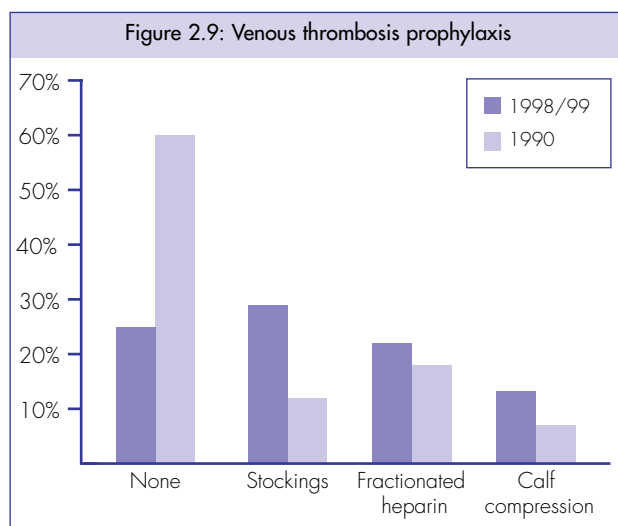 Figure 2.9: Venous thrombosis prophylaxis
70%
60%
50%
40%
30%
20%
10%
1998/99
1990
None
Stockings
Fractionated
heparin
Calf
compression